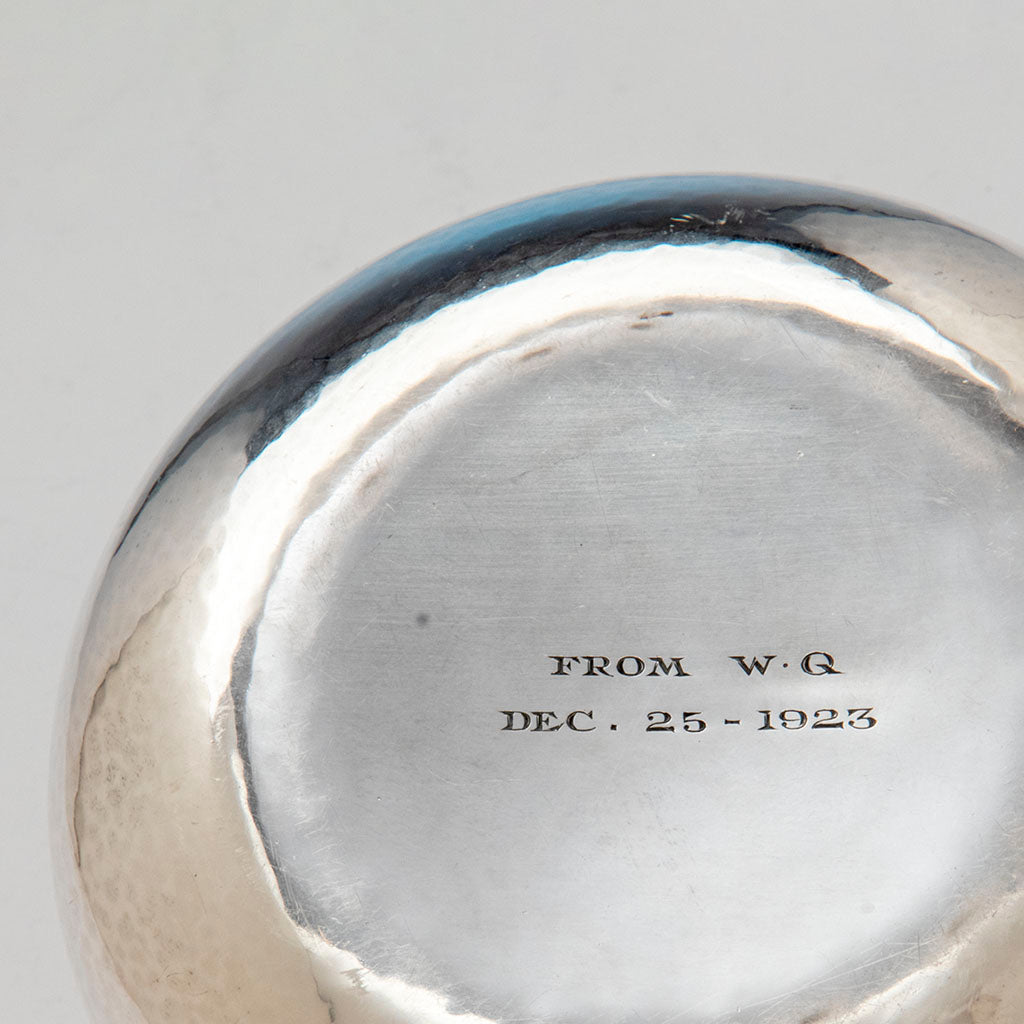 FROM W·Q
DEC. 25-1923